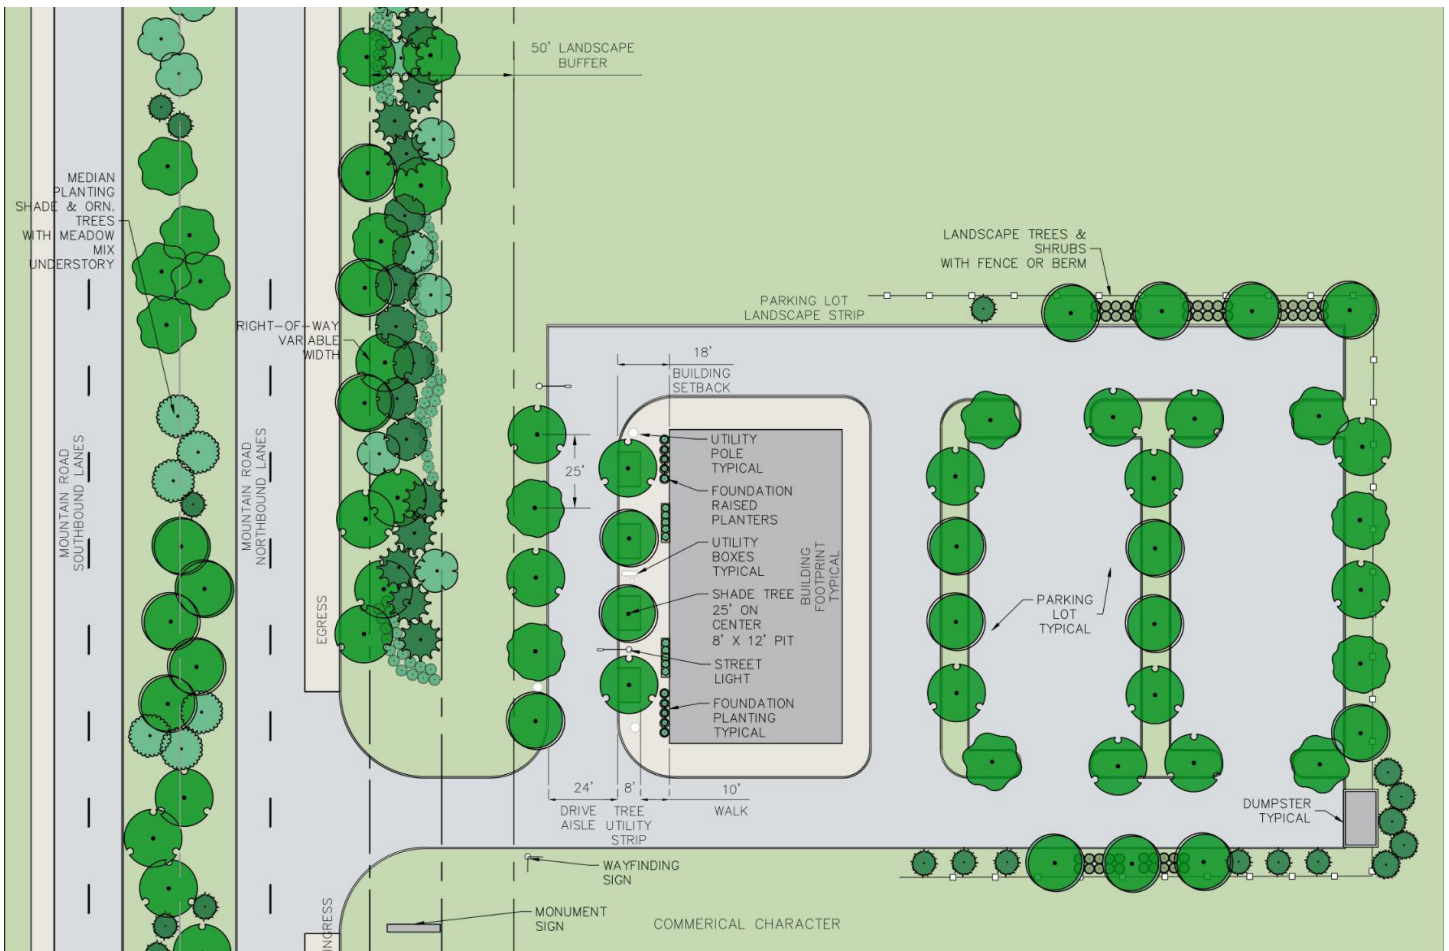 50' LANDSCAPE
BUFFER
MEDIAN
PLANTING
SHADE & ORN.
TREES
WITH MEADOW
MIX
UNDERSTORY
RIGHT-OF-WAY
VARIABLE
WIDTH
MOUNTAIN ROAD
SOUTHBOUND LANES
MOUNTAIN ROAD
NORTHBOUND LANES
EGRESS
INGRESS
LANDSCAPE TREES &
SHRUBS
WITH FENCE OR BERM
PARKING LOT
LANDSCAPE STRIP
18'
BUILDING
SETBACK
25'
UTILITY
POLE
TYPICAL
FOUNDATION
RAISED
PLANTERS
UTILITY
BOXES
TYPICAL
SHADE TREE
25' ON
CENTER
8' X 12' PIT
STREET
LIGHT
FOUNDATION
PLANTING
TYPICAL
BUILDING
FOOTPRINT
TYPICAL
PARKING
LOT
TYPICAL
24'
DRIVE
AISLE
8'
TREE
UTILITY
STRIP
10'
WALK
DUMPSTER
TYPICAL
WAYFINDING
SIGN
MONUMENT
SIGN
COMMERICAL CHARACTER